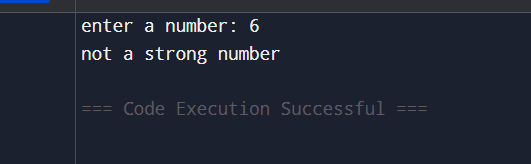 enter a number: 6
not a strong number
=== Code Execution Successful ===